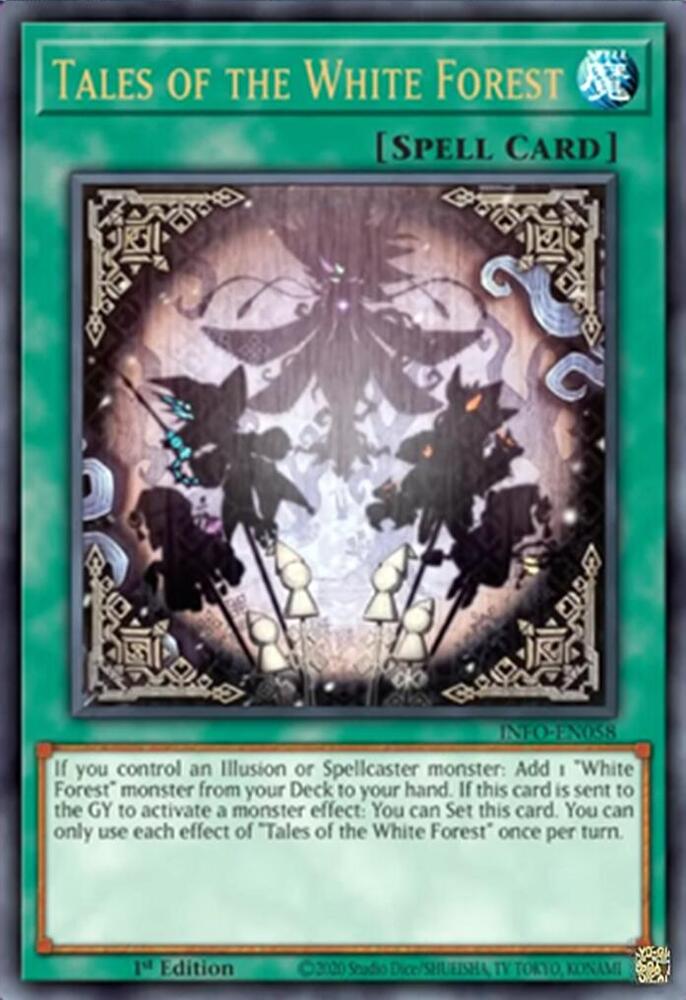 TALES OF THE WHITE FOREST
SPELL
魔
[SPELL CARD]
INFO-EN058
If you control an Illusion or Spellcaster monster: Add 1 "White
Forest" monster from your Deck to your hand. If this card is sent to
the GY to activate a monster effect: You can Set this card. You can
only use each effect of "Tales of the White Forest" once per turn.
1st Edition
©2020 Studio Dice/SHUEISHA, TV TOKYO, KONAMI